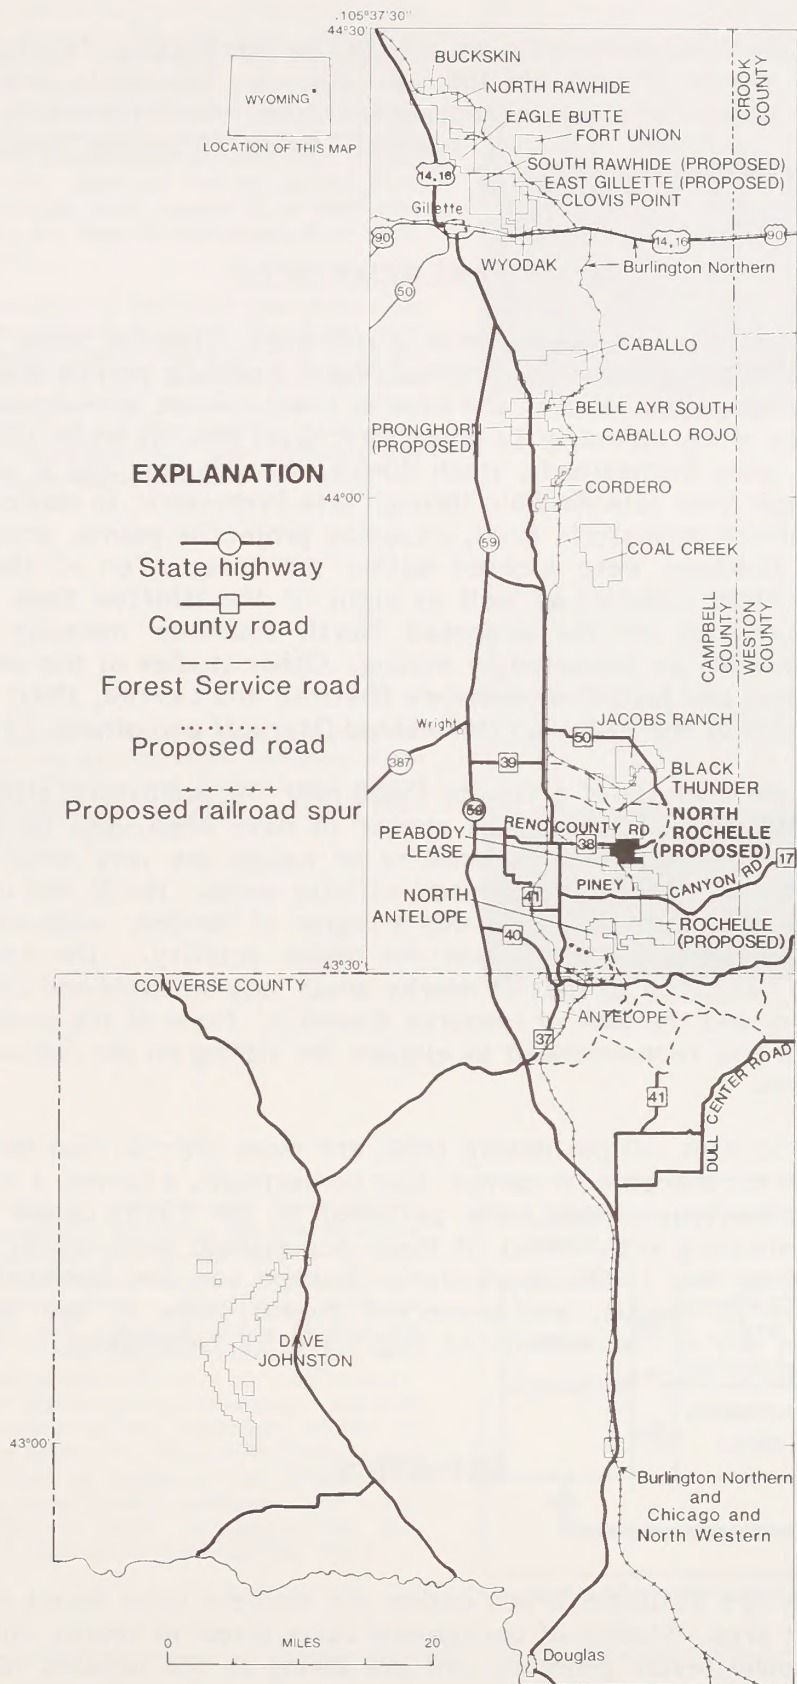 105°37'30"
44°30'
WYOMING
LOCATION OF THIS MAP
BUCKSKIN
NORTH RAWHIDE
EAGLE BUTTE
FORT UNION
SOUTH RAWHIDE (PROPOSED)
EAST GILLETTE (PROPOSED)
CLOVIS POINT
CROOK
COUNTY
14,16
Gillette
90
14,16
90
WYODAK
Burlington Northern
50
CABALLO
BELLE AYR SOUTH
PRONGHORN
(PROPOSED)
CABALLO ROJO
CORDERO
44°00'
59
COAL CREEK
CAMPBELL
COUNTY
WESTON
COUNTY
EXPLANATION
State highway
County road
Forest Service road
Proposed road
Proposed railroad spur
Wright
387
JACOBS RANCH
50
39
BLACK
THUNDER
59
NORTH
ROCHELLE
(PROPOSED)
RENO COUNTY RD
38
PEABODY
LEASE
17
PINEY CANYON RD
41
NORTH
ANTELOPE
40
ROCHELLE
(PROPOSED)
43°30'
CONVERSE COUNTY
ANTELOPE
37
41
DULL CENTER ROAD
DAVE
JOHNSTON
43°00'
Burlington Northern
and
Chicago and
North Western
0 MILES 20
Douglas